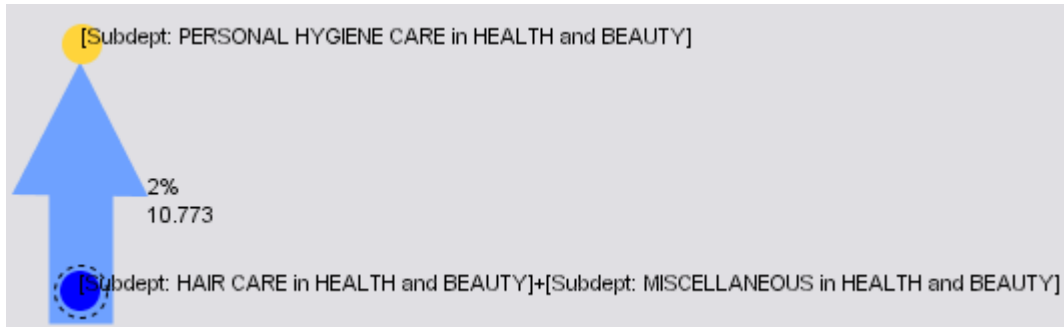 [Subdept: PERSONAL HYGIENE CARE in HEALTH and BEAUTY]
2%
10.773
[Subdept: HAIR CARE in HEALTH and BEAUTY]+[Subdept: MISCELLANEOUS in HEALTH and BEAUTY]